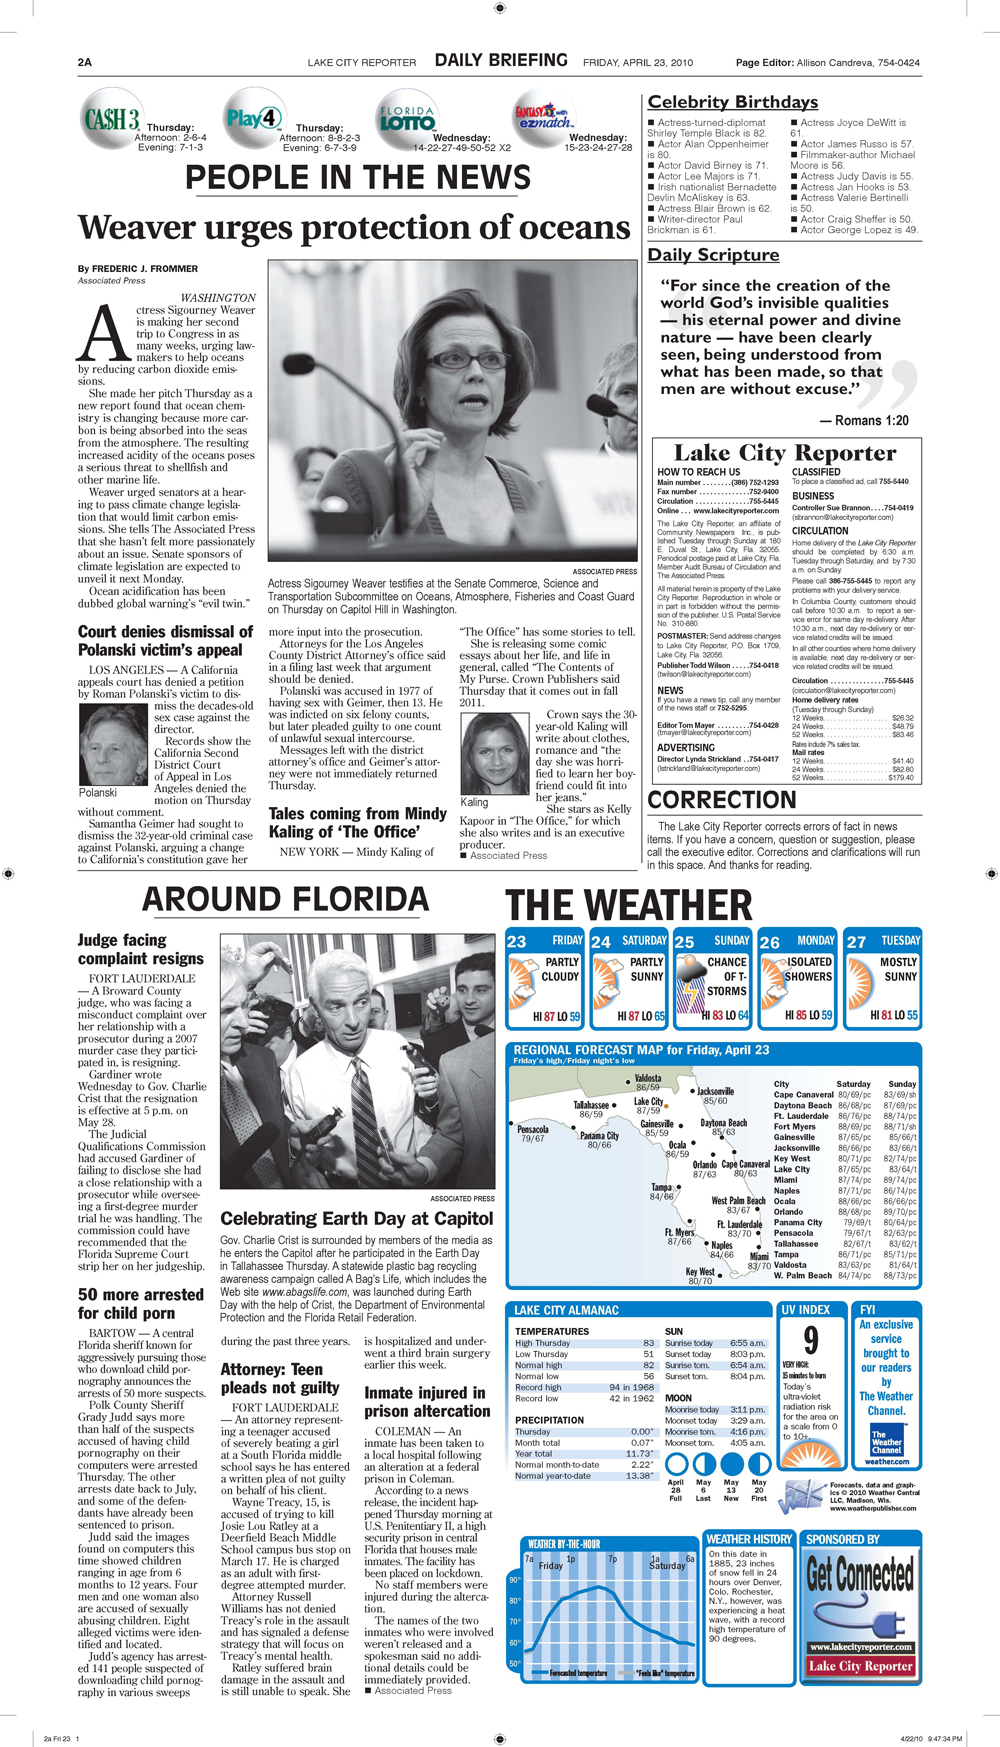 2A
LAKE CITY REPORTER
DAILY BRIEFING
FRIDAY, APRIL 23, 2010
Page Editor: Allison Candreva, 754-0424
CA$H 3
Thursday:
Afternoon: 2-6-4
Evening: 7-1-3
Play4
Thursday:
Afternoon: 8-8-2-3
Evening: 6-7-3-9
FLORIDA
LOTTO
Wednesday:
14-22-27-49-50-52 X2
FANTASY 5 with
ezmatch
Wednesday:
15-23-24-27-28
PEOPLE IN THE NEWS
Weaver urges protection of oceans
By FREDERIC J. FROMMER
Associated Press
WASHINGTON
Actress Sigourney Weaver
is making her second
trip to Congress in as
many weeks, urging law-
makers to help oceans
by reducing carbon dioxide emis-
sions.
She made her pitch Thursday as a
new report found that ocean chem-
istry is changing because more car-
bon is being absorbed into the seas
from the atmosphere. The resulting
increased acidity of the oceans poses
a serious threat to shellfish and
other marine life.
Weaver urged senators at a hear-
ing to pass climate change legisla-
tion that would limit carbon emis-
sions. She tells The Associated Press
that she hasn't felt more passionately
about an issue. Senate sponsors of
climate legislation are expected to
unveil it next Monday.
Ocean acidification has been
dubbed global warning's "evil twin."
ASSOCIATED PRESS
Actress Sigourney Weaver testifies at the Senate Commerce, Science and
Transportation Subcommittee on Oceans, Atmosphere, Fisheries and Coast Guard
on Thursday on Capitol Hill in Washington.
Court denies dismissal of
Polanski victim's appeal
LOS ANGELES — A California
appeals court has denied a petition
by Roman Polanski's victim to dis-
miss the decades-old
sex case against the
director.
Records show the
California Second
District Court
of Appeal in Los
Angeles denied the
motion on Thursday
Polanski
without comment.
Samantha Geimer had sought to
dismiss the 32-year-old criminal case
against Polanski, arguing a change
to California's constitution gave her
more input into the prosecution.
Attorneys for the Los Angeles
County District Attorney's office said
in a filing last week that argument
should be denied.
Polanski was accused in 1977 of
having sex with Geimer, then 13. He
was indicted on six felony counts,
but later pleaded guilty to one count
of unlawful sexual intercourse.
Messages left with the district
attorney's office and Geimer's attor-
ney were not immediately returned
Thursday.
Tales coming from Mindy
Kaling of 'The Office'
NEW YORK — Mindy Kaling of
"The Office" has some stories to tell.
She is releasing some comic
essays about her life, and life in
general, called "The Contents of
My Purse. Crown Publishers said
Thursday that it comes out in fall
2011.
Crown says the 30-
year-old Kaling will
write about clothes,
romance and "the
day she was horri-
fied to learn her boy-
friend could fit into
her jeans."
Kaling
She stars as Kelly
Kapoor in "The Office," for which
she also writes and is an executive
producer.
■ Associated Press
Celebrity Birthdays
■ Actress-turned-diplomat
Shirley Temple Black is 82.
■ Actor Alan Oppenheimer
is 80.
■ Actor David Birney is 71.
■ Actor Lee Majors is 71.
■ Irish nationalist Bernadette
Devlin McAliskey is 63.
■ Actress Blair Brown is 62.
■ Writer-director Paul
Brickman is 61.
■ Actress Joyce DeWitt is
61.
■ Actor James Russo is 57.
■ Filmmaker-author Michael
Moore is 56.
■ Actress Judy Davis is 55.
■ Actress Jan Hooks is 53.
■ Actress Valerie Bertinelli
is 50.
■ Actor Craig Sheffer is 50.
■ Actor George Lopez is 49.
Daily Scripture
"For since the creation of the
world God's invisible qualities
— his eternal power and divine
nature — have been clearly
seen, being understood from
what has been made, so that
men are without excuse."
— Romans 1:20
Lake City Reporter
HOW TO REACH US
Main number . . . . . . . .(386) 752-1293
Fax number . . . . . . . . . . . . .752-9400
Circulation . . . . . . . . . . . . . .755-5445
Online . . . www.lakecityreporter.com
The Lake City Reporter, an affiliate of
Community Newspapers Inc., is pub-
lished Tuesday through Sunday at 180
E. Duval St., Lake City, Fla. 32055.
Periodical postage paid at Lake City, Fla.
Member Audit Bureau of Circulation and
The Associated Press.
All material herein is property of the Lake
City Reporter. Reproduction in whole or
in part is forbidden without the permis-
sion of the publisher. U.S. Postal Service
No. 310-880.
POSTMASTER: Send address changes
to Lake City Reporter, P.O. Box 1709,
Lake City, Fla. 32056.
Publisher Todd Wilson . . . . .754-0418
(twilson@lakecityreporter.com)
NEWS
If you have a news tip, call any member
of the news staff or 752-5295.
Editor Tom Mayer . . . . . . . . .754-0428
(tmayer@lakecityreporter.com)
ADVERTISING
Director Lynda Strickland . .754-0417
(lstrickland@lakecityreporter.com)
CLASSIFIED
To place a classified ad, call 755-5440.
BUSINESS
Controller Sue Brannon. . . .754-0419
(sbrannon@lakecityreporter.com)
CIRCULATION
Home delivery of the Lake City Reporter
should be completed by 6:30 a.m.
Tuesday through Saturday, and by 7:30
a.m. on Sunday.
Please call 386-755-5445 to report any
problems with your delivery service.
In Columbia County, customers should
call before 10:30 a.m. to report a ser-
vice error for same day re-delivery. After
10:30 a.m., next day re-delivery or ser-
vice related credits will be issued.
In all other counties where home delivery
is available, next day re-delivery or ser-
vice related credits will be issued.
Circulation . . . . . . . . . . . . . .755-5445
(circulation@lakecityreporter.com)
Home delivery rates
(Tuesday through Sunday)
12 Weeks. . . . . . . . . . . . . . . . . $26.32
24 Weeks. . . . . . . . . . . . . . . . . $48.79
52 Weeks. . . . . . . . . . . . . . . . . $83.46
Rates include 7% sales tax.
Mail rates
12 Weeks. . . . . . . . . . . . . . . . . $41.40
24 Weeks. . . . . . . . . . . . . . . . . $82.80
52 Weeks. . . . . . . . . . . . . . . . .$179.40
CORRECTION
The Lake City Reporter corrects errors of fact in news
items. If you have a concern, question or suggestion, please
call the executive editor. Corrections and clarifications will run
in this space. And thanks for reading.
AROUND FLORIDA
Judge facing
complaint resigns
FORT LAUDERDALE
— A Broward County
judge, who was facing a
misconduct complaint over
her relationship with a
prosecutor during a 2007
murder case they partici-
pated in, is resigning.
Gardiner wrote
Wednesday to Gov. Charlie
Crist that the resignation
is effective at 5 p.m. on
May 28.
The Judicial
Qualifications Commission
had accused Gardiner of
failing to disclose she had
a close relationship with a
prosecutor while oversee-
ing a first-degree murder
trial he was handling. The
commission could have
recommended that the
Florida Supreme Court
strip her on her judgeship.
50 more arrested
for child porn
BARTOW — A central
Florida sheriff known for
aggressively pursuing those
who download child por-
nography announces the
arrests of 50 more suspects.
Polk County Sheriff
Grady Judd says more
than half of the suspects
accused of having child
pornography on their
computers were arrested
Thursday. The other
arrests date back to July,
and some of the defen-
dants have already been
sentenced to prison.
Judd said the images
found on computers this
time showed children
ranging in age from 6
months to 12 years. Four
men and one woman also
are accused of sexually
abusing children. Eight
alleged victims were iden-
tified and located.
Judd's agency has arrest-
ed 141 people suspected of
downloading child pornog-
raphy in various sweeps
ASSOCIATED PRESS
Celebrating Earth Day at Capitol
Gov. Charlie Crist is surrounded by members of the media as
he enters the Capitol after he participated in the Earth Day
in Tallahassee Thursday. A statewide plastic bag recycling
awareness campaign called A Bag's Life, which includes the
Web site www.abagslife.com, was launched during Earth
Day with the help of Crist, the Department of Environmental
Protection and the Florida Retail Federation.
during the past three years.
Attorney: Teen
pleads not guilty
FORT LAUDERDALE
— An attorney represent-
ing a teenager accused
of severely beating a girl
at a South Florida middle
school says he has entered
a written plea of not guilty
on behalf of his client.
Wayne Treacy, 15, is
accused of trying to kill
Josie Lou Ratley at a
Deerfield Beach Middle
School campus bus stop on
March 17. He is charged
as an adult with first-
degree attempted murder.
Attorney Russell
Williams has not denied
Treacy's role in the assault
and has signaled a defense
strategy that will focus on
Treacy's mental health.
Ratley suffered brain
damage in the assault and
is still unable to speak. She
is hospitalized and under-
went a third brain surgery
earlier this week.
Inmate injured in
prison altercation
COLEMAN — An
inmate has been taken to
a local hospital following
an alteration at a federal
prison in Coleman.
According to a news
release, the incident hap-
pened Thursday morning at
U.S. Penitentiary II, a high
security prison in central
Florida that houses male
inmates. The facility has
been placed on lockdown.
No staff members were
injured during the alterca-
tion.
The names of the two
inmates who were involved
weren't released and a
spokesman said no addi-
tional details could be
immediately provided.
■ Associated Press
THE WEATHER
23 FRIDAY
PARTLY
CLOUDY
HI 87 LO 59
24 SATURDAY
PARTLY
SUNNY
HI 87 LO 65
25 SUNDAY
CHANCE
OF T-
STORMS
HI 83 LO 64
26 MONDAY
ISOLATED
SHOWERS
HI 85 LO 59
27 TUESDAY
MOSTLY
SUNNY
HI 81 LO 55
REGIONAL FORECAST MAP for Friday, April 23
Friday's high/Friday night's low
Valdosta
86/59
Jacksonville
85/60
Tallahassee
86/59
Lake City
87/59
Pensacola
79/67
Panama City
80/66
Gainesville
85/59
Daytona Beach
85/63
Ocala
86/59
Orlando
87/63
Cape Canaveral
80/63
Tampa
84/66
West Palm Beach
83/67
Ft. Lauderdale
83/70
Ft. Myers
87/66
Naples
84/66
Miami
83/70
Key West
80/70
City Saturday Sunday
Cape Canaveral 80/69/pc 83/69/sh
Daytona Beach 86/68/pc 87/69/pc
Ft. Lauderdale 86/76/pc 88/74/pc
Fort Myers 88/69/pc 88/71/sh
Gainesville 87/65/pc 85/66/t
Jacksonville 86/66/pc 83/66/t
Key West 80/71/pc 82/74/pc
Lake City 87/65/pc 83/64/t
Miami 87/74/pc 89/74/pc
Naples 87/71/pc 86/74/pc
Ocala 88/66/pc 86/66/pc
Orlando 88/68/pc 89/70/pc
Panama City 79/69/t 80/64/pc
Pensacola 79/67/t 82/63/pc
Tallahassee 82/67/t 83/62/t
Tampa 86/71/pc 85/71/pc
Valdosta 83/63/pc 81/64/t
W. Palm Beach 84/74/pc 88/73/pc
LAKE CITY ALMANAC
TEMPERATURES
High Thursday 83
Low Thursday 51
Normal high 82
Normal low 56
Record high 94 in 1968
Record low 42 in 1962
PRECIPITATION
Thursday 0.00"
Month total 0.07"
Year total 11.73"
Normal month-to-date 2.22"
Normal year-to-date 13.38"
SUN
Sunrise today 6:55 a.m.
Sunset today 8:03 p.m.
Sunrise tom. 6:54 a.m.
Sunset tom. 8:04 p.m.
MOON
Moonrise today 3:11 p.m.
Moonset today 3:29 a.m.
Moonrise tom. 4:16 p.m.
Moonset tom. 4:05 a.m.
April May May May
28 6 13 20
Full Last New First
UV INDEX
9
VERY HIGH:
15 minutes to burn
Today's
ultra-violet
radiation risk
for the area on
a scale from 0
to 10+.
FYI
An exclusive
service
brought to
our readers
by
The Weather
Channel.
The
Weather
Channel
weather.com
Forecasts, data and graph-
ics © 2010 Weather Central
LLC, Madison, Wis.
www.weatherpublisher.com
WEATHER BY-THE-HOUR
7a 1p 7p 1a 6a
Friday Saturday
90°
80°
70°
60°
50°
Forecasted temperature "Feels like" temperature
WEATHER HISTORY
On this date in
1885, 23 inches
of snow fell in 24
hours over Denver,
Colo. Rochester,
N.Y., however, was
experiencing a heat
wave, with a record
high temperature of
90 degrees.
SPONSORED BY
Get Connected
www.lakecityreporter.com
Lake City Reporter
2a Fri 23 1
4/22/10 9:47:34 PM